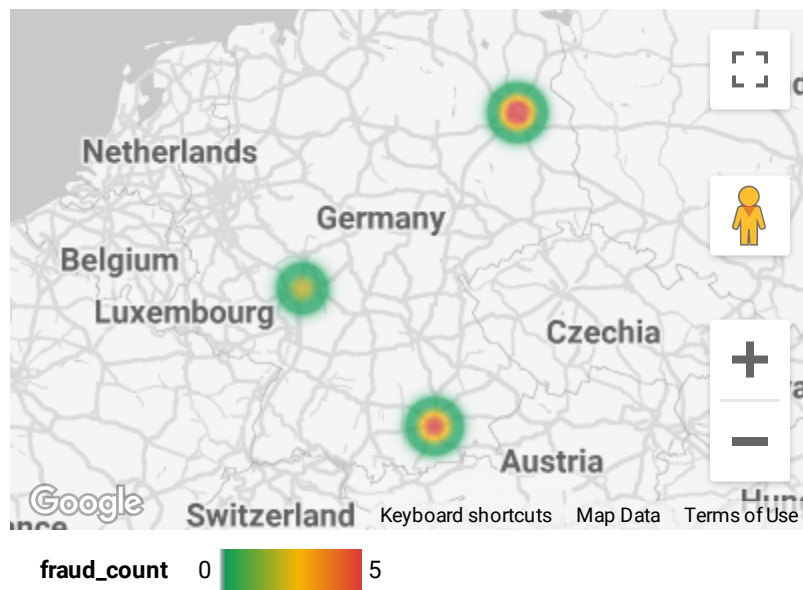 Netherlands
Germany
Belgium
Luxembourg
Czechia
Austria
Switzerland
Google
Keyboard shortcuts Map Data Terms of Use
fraud_count 0 5